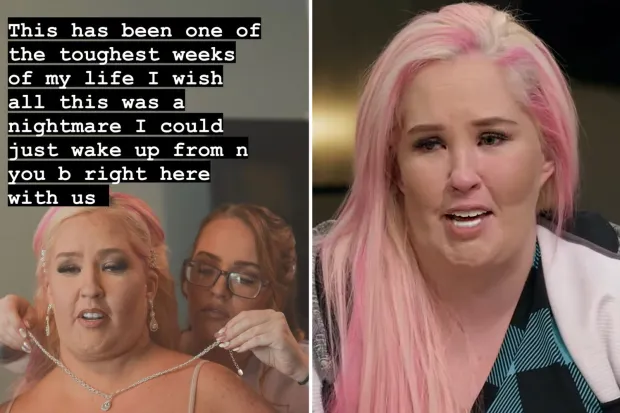 This has been one of
the toughest weeks
of my life I wish
all this was a
nightmare I could
just wake up from n
you b right here
with us